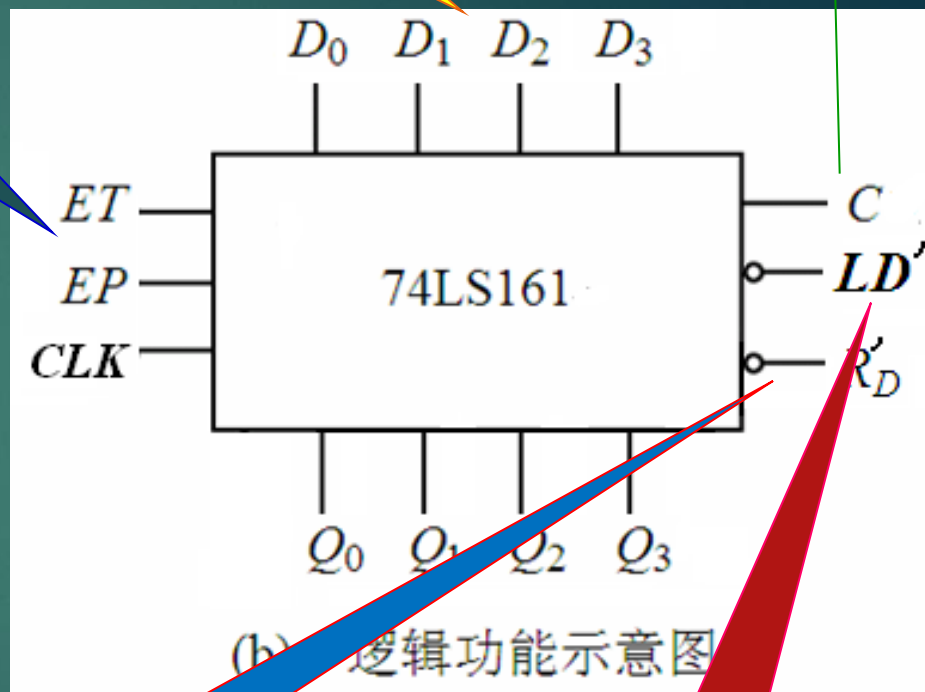 D0 D1 D2 D3
ET
C
EP
74LS161
LD'
CLK
R'D
Q0 Q1 Q2 Q3
(b) 逻辑功能示意图